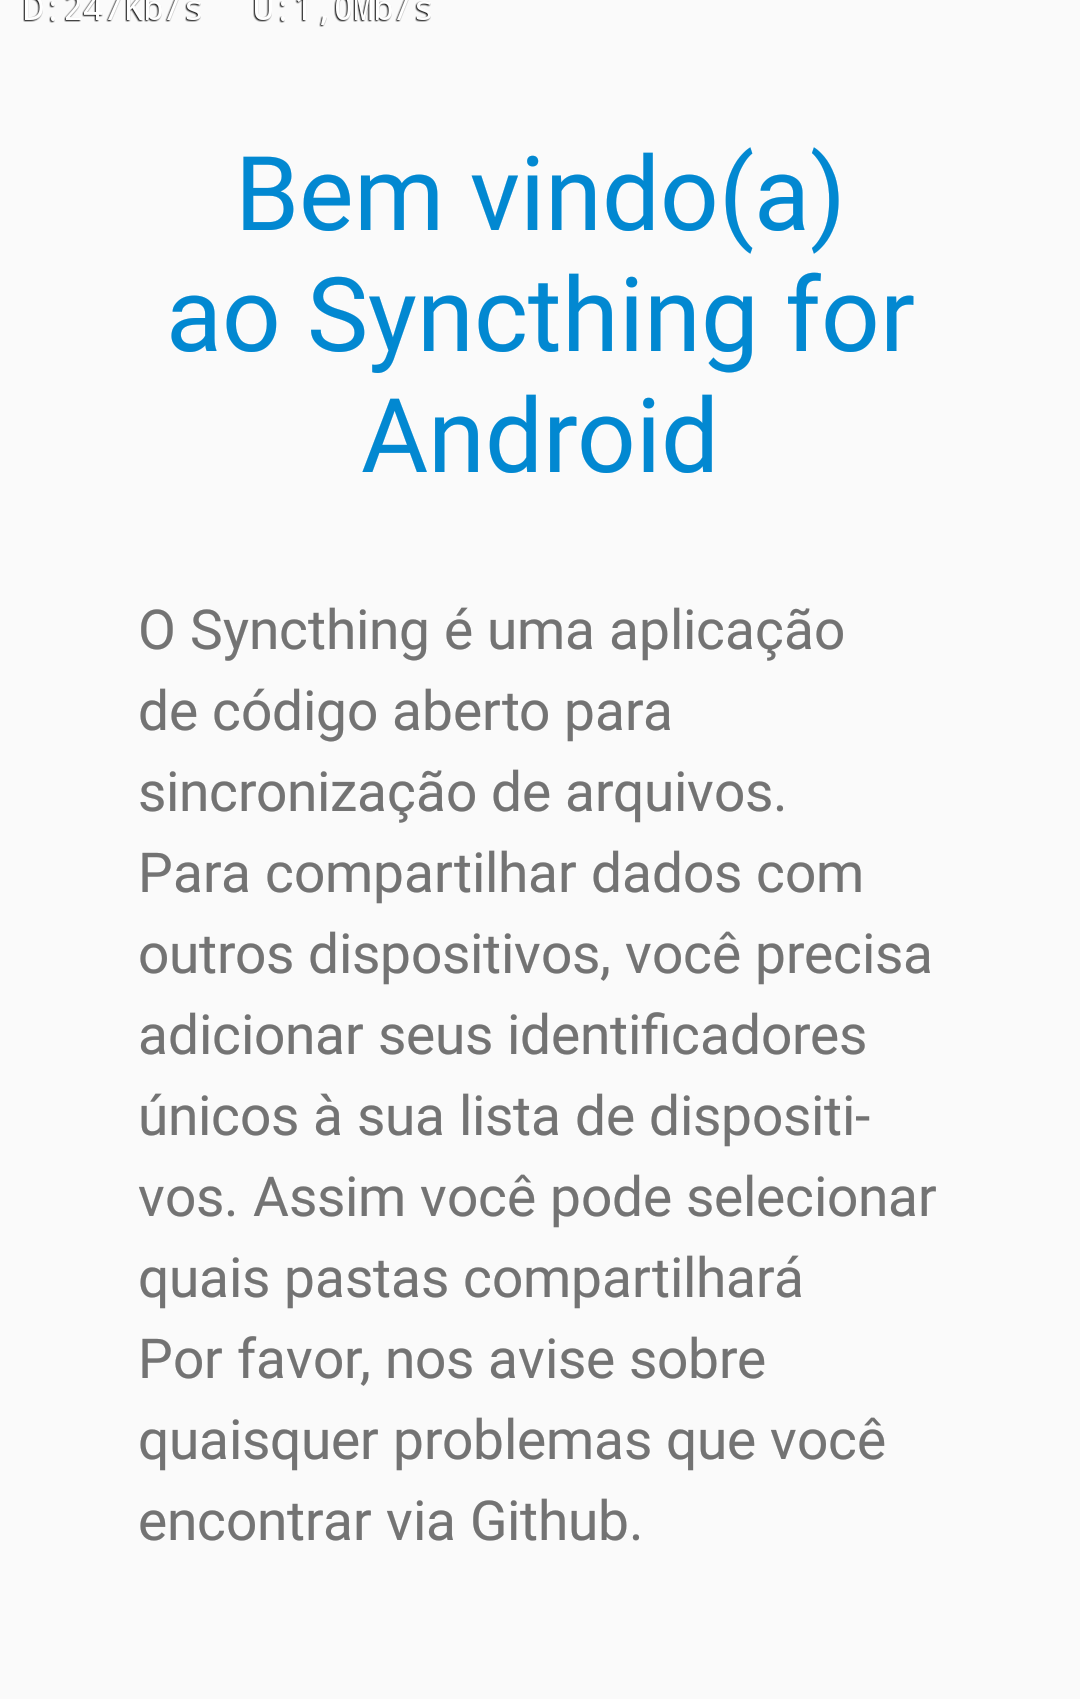 D:247Kb/s U:1,0Mb/s
Bem vindo(a)
ao Syncthing for
Android
O Syncthing é uma aplicação
de código aberto para
sincronização de arquivos.
Para compartilhar dados com
outros dispositivos, você precisa
adicionar seus identificadores
únicos à sua lista de dispositi-
vos. Assim você pode selecionar
quais pastas compartilhará
Por favor, nos avise sobre
quaisquer problemas que você
encontrar via Github.